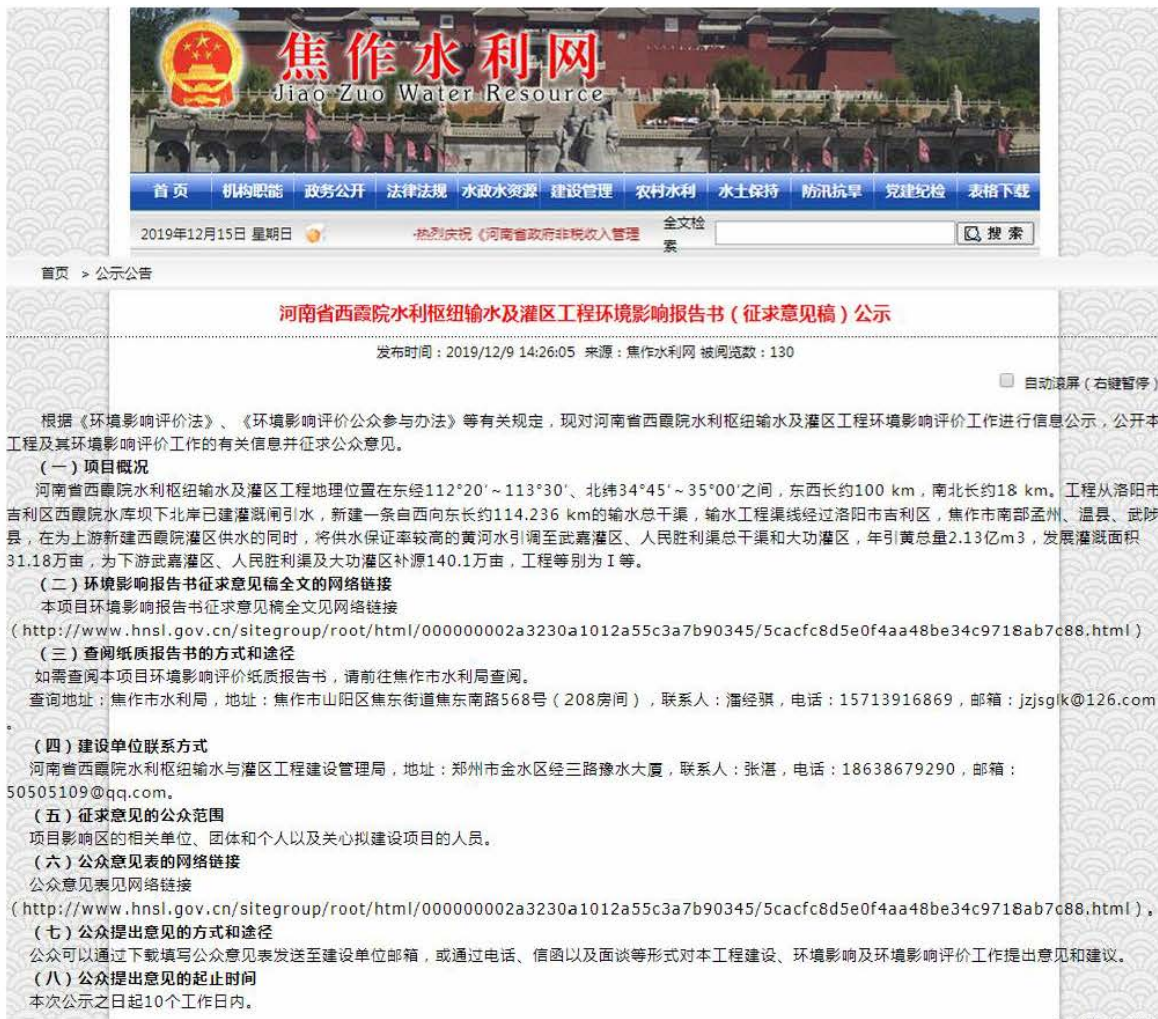 焦作水利网
Jiao Zuo Water Resource
首 页 机构职能 政务公开 法律法规 水政水资源 建设管理 农村水利 水土保持 防汛抗旱 党建纪检 表格下载
2019年12月15日 星期日 ·热烈庆祝《河南省政府非税收入管理 全文检索 搜 索
首页 > 公示公告
河南省西霞院水利枢纽输水及灌区工程环境影响报告书（征求意见稿）公示
发布时间：2019/12/9 14:26:05 来源：焦作水利网 被阅览数：130
自动滚屏（右键暂停）
根据《环境影响评价法》、《环境影响评价公众参与办法》等有关规定，现对河南省西霞院水利枢纽输水及灌区工程环境影响评价工作进行信息公示，公开本
工程及其环境影响评价工作的有关信息并征求公众意见。
（一）项目概况
河南省西霞院水利枢纽输水及灌区工程地理位置在东经112°20′～113°30′、北纬34°45′～35°00′之间，东西长约100 km，南北长约18 km。工程从洛阳市
吉利区西霞院水库坝下北岸已建灌溉闸引水，新建一条自西向东长约114.236 km的输水总干渠，输水工程渠线经过洛阳市吉利区，焦作市南部孟州、温县、武陟
县，在为上游新建西霞院灌区供水的同时，将供水保证率较高的黄河水引调至武嘉灌区、人民胜利渠总干渠和大功灌区，年引黄总量2.13亿m3，发展灌溉面积
31.18万亩，为下游武嘉灌区、人民胜利渠及大功灌区补源140.1万亩，工程等别为Ⅰ等。
（二）环境影响报告书征求意见稿全文的网络链接
本项目环境影响报告书征求意见稿全文见网络链接
（http://www.hnsl.gov.cn/sitegroup/root/html/000000002a3230a1012a55c3a7b90345/5cacfc8d5e0f4aa48be34c9718ab7c88.html）
（三）查阅纸质报告书的方式和途径
如需查阅本项目环境影响评价纸质报告书，请前往焦作市水利局查阅。
查询地址：焦作市水利局，地址：焦作市山阳区焦东街道焦东南路568号（208房间），联系人：潘经骐，电话：15713916869，邮箱：jzjsglk@126.com
。
（四）建设单位联系方式
河南省西霞院水利枢纽输水与灌区工程建设管理局，地址：郑州市金水区经三路豫水大厦，联系人：张湛，电话：18638679290，邮箱：
50505109@qq.com。
（五）征求意见的公众范围
项目影响区的相关单位、团体和个人以及关心拟建设项目的人员。
（六）公众意见表的网络链接
公众意见表见网络链接
（http://www.hnsl.gov.cn/sitegroup/root/html/000000002a3230a1012a55c3a7b90345/5cacfc8d5e0f4aa48be34c9718ab7c88.html）。
（七）公众提出意见的方式和途径
公众可以通过下载填写公众意见表发送至建设单位邮箱，或通过电话、信函以及面谈等形式对本工程建设、环境影响及环境影响评价工作提出意见和建议。
（八）公众提出意见的起止时间
本次公示之日起10个工作日内。